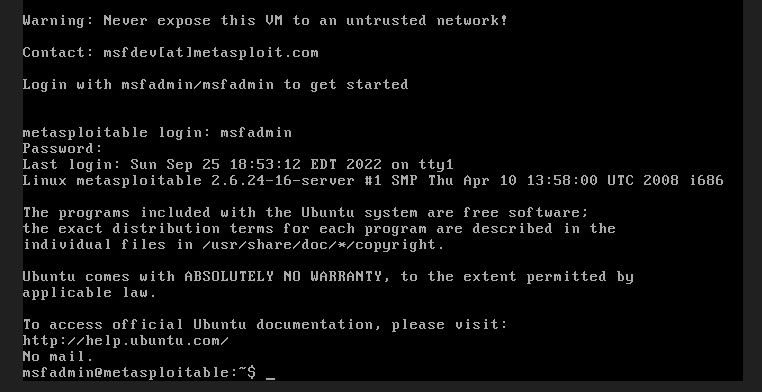 Warning: Never expose this VM to an untrusted network!
Contact: msfdev[at]metasploit.com
Login with msfadmin/msfadmin to get started
metasploitable login: msfadmin
Password:
Last login: Sun Sep 25 18:53:12 EDT 2022 on tty1
Linux metasploitable 2.6.24-16-server #1 SMP Thu Apr 10 13:58:00 UTC 2008 i686
The programs included with the Ubuntu system are free software;
the exact distribution terms for each program are described in the
individual files in /usr/share/doc/*/copyright.
Ubuntu comes with ABSOLUTELY NO WARRANTY, to the extent permitted by
applicable law.
To access official Ubuntu documentation, please visit:
http://help.ubuntu.com/
No mail.
msfadmin@metasploitable:~$ _